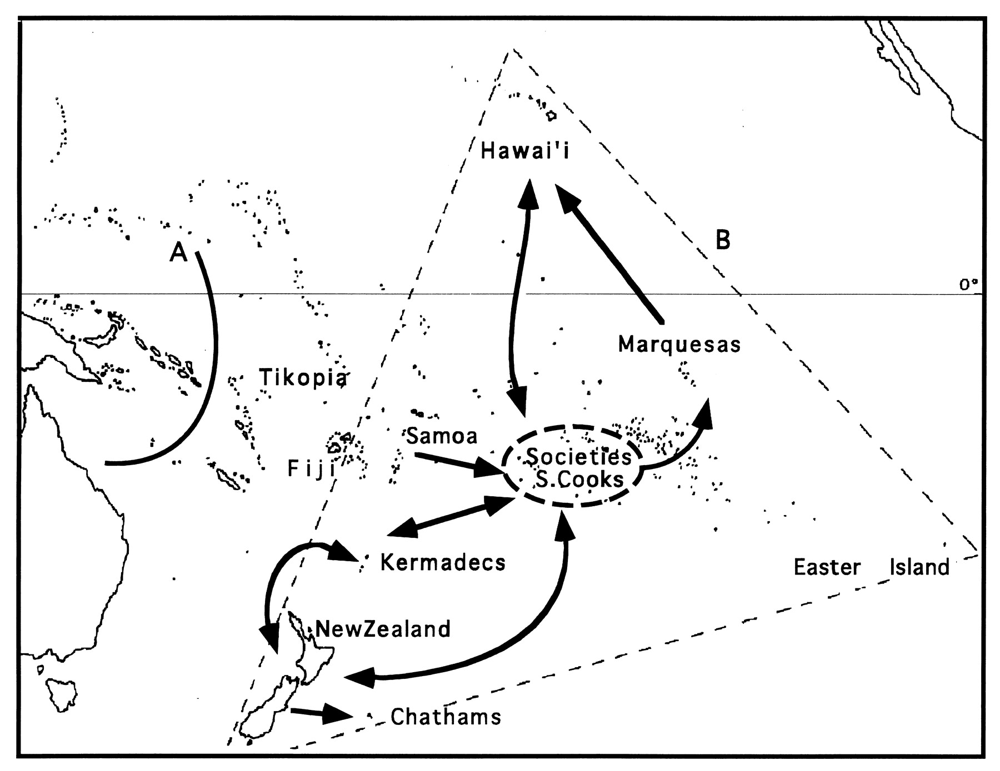 Hawai'i
B
A
0°
Marquesas
Tikopia
Samoa
Societies
S.Cooks
Fiji
Kermadecs
Easter Island
NewZealand
Chathams